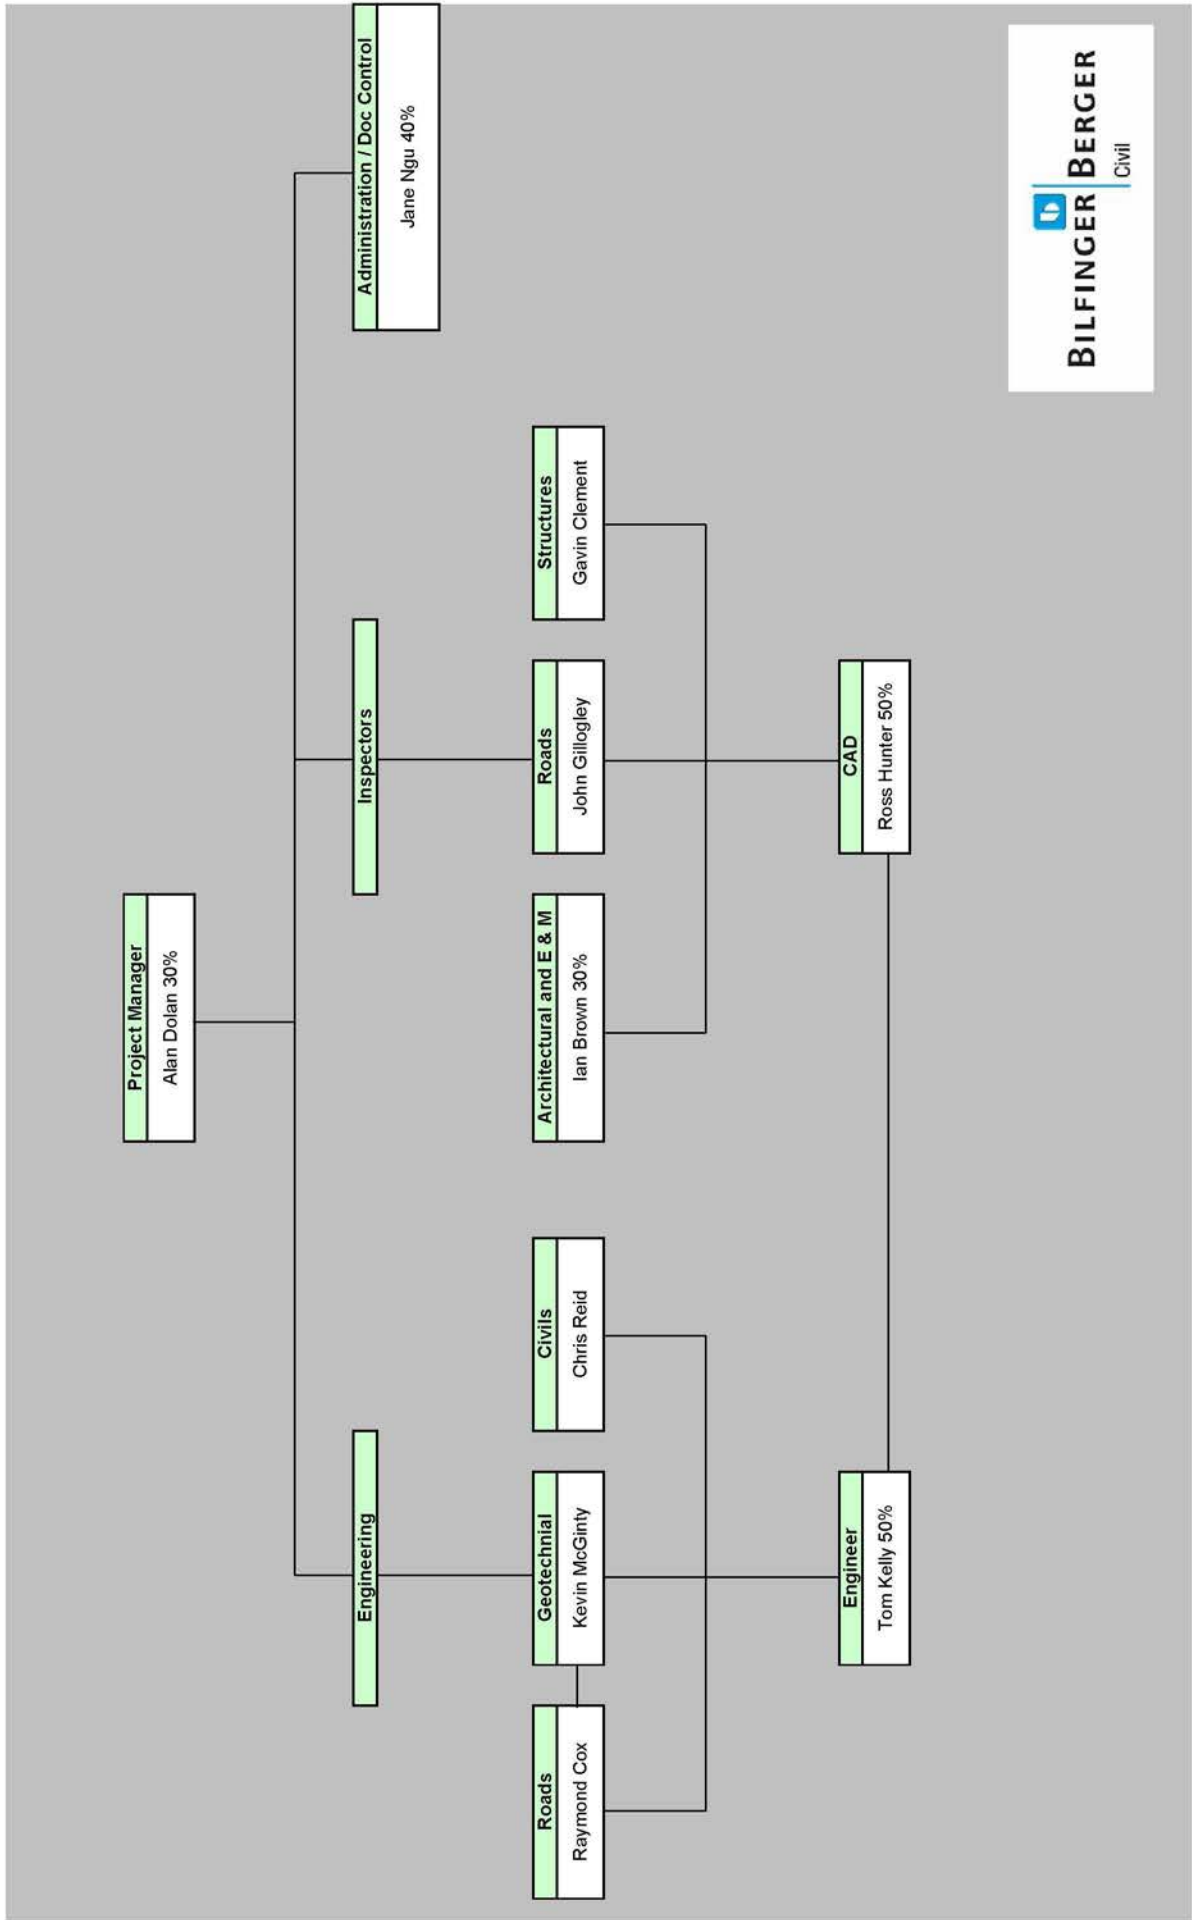 Project Manager
Alan Dolan 30%
Engineering
Inspectors
Administration / Doc Control
Jane Ngu 40%
Roads
Raymond Cox
Geotechnial
Kevin McGinty
Civils
Chris Reid
Architectural and E & M
Ian Brown 30%
Roads
John Gillogley
Structures
Gavin Clement
Engineer
Tom Kelly 50%
CAD
Ross Hunter 50%
BILFINGER BERGER
Civil